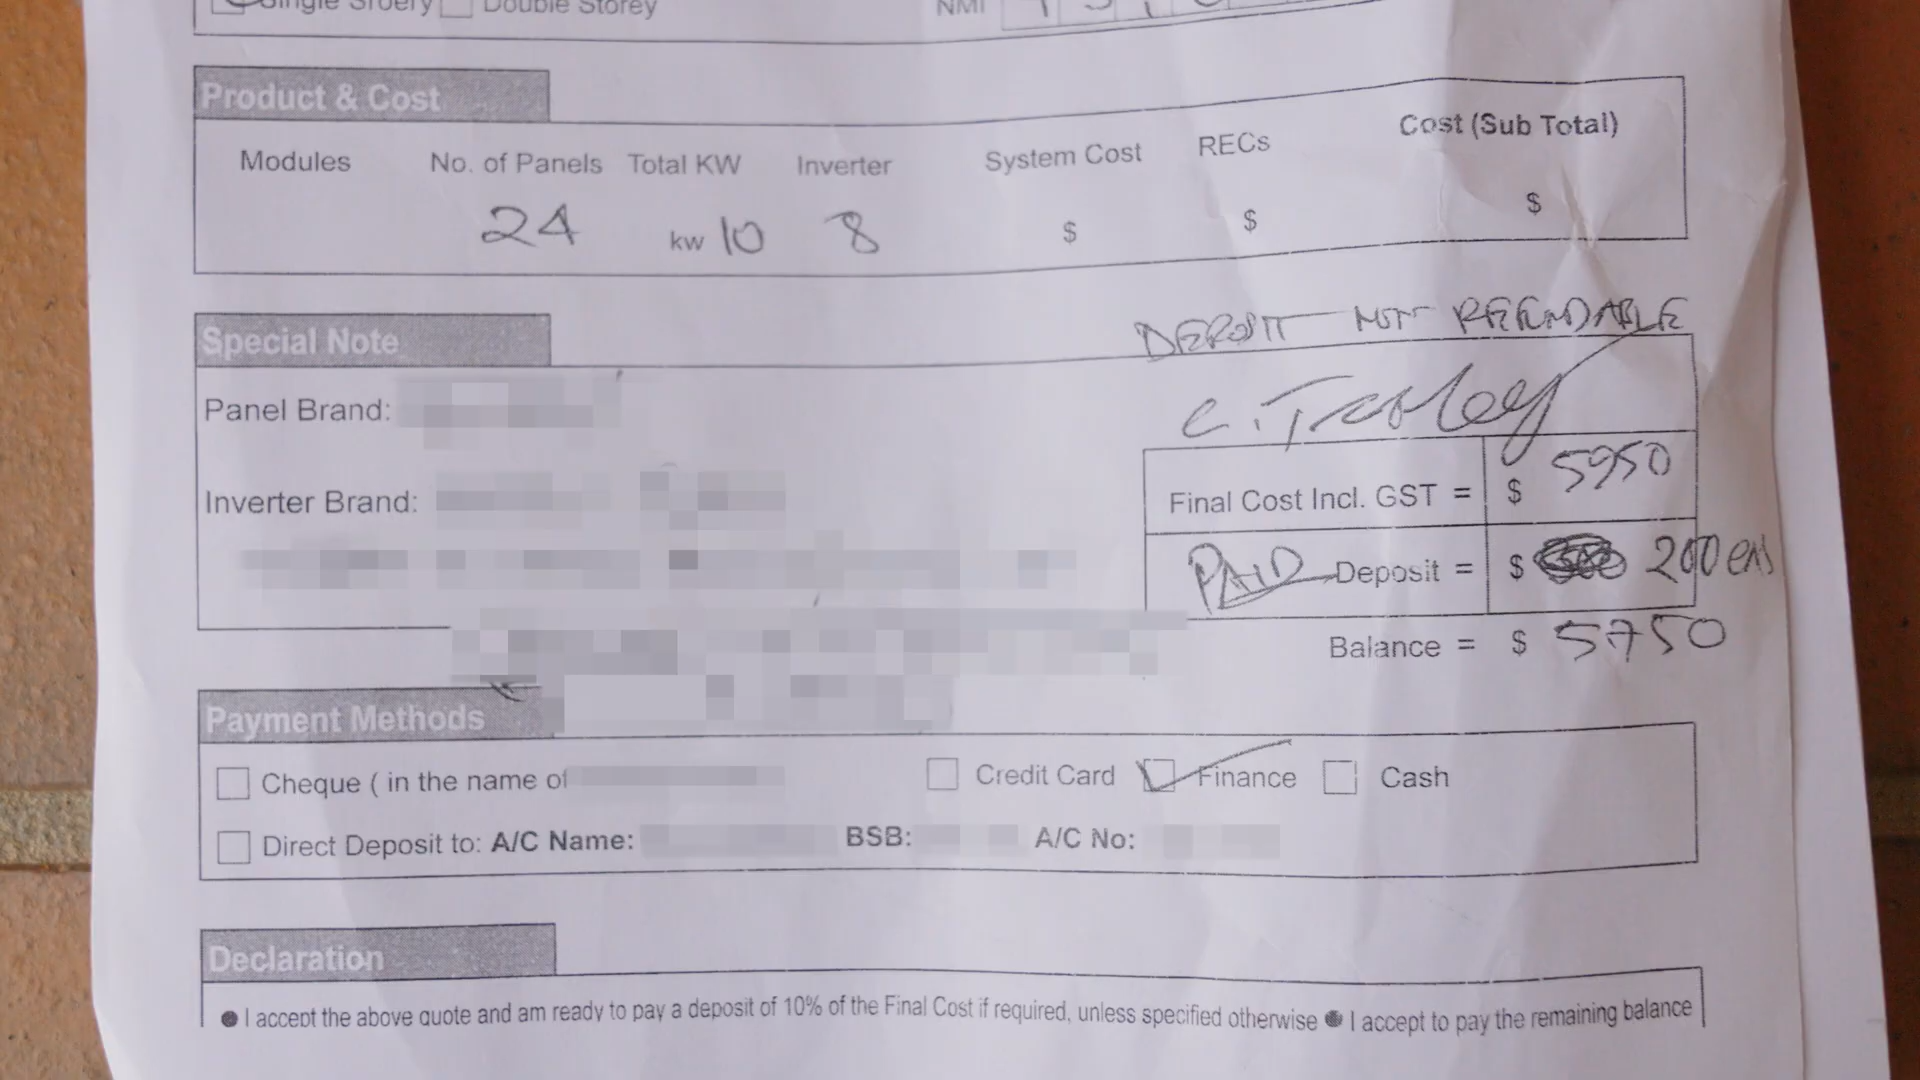 Single Stoery Double Storey NMI
Product & Cost
Modules No. of Panels Total KW Inverter System Cost RECs Cost (Sub Total)
24 kw 10 8 $ $ $
DEPOSIT NOT REFUNDABLE
Special Note
Panel Brand:
Inverter Brand:
Final Cost Incl. GST = $ 5950
PAID Deposit = $ 200
Balance = $ 5750
Payment Methods
Cheque ( in the name of Credit Card Finance Cash
Direct Deposit to: A/C Name: BSB: A/C No:
Declaration
● I accept the above quote and am ready to pay a deposit of 10% of the Final Cost if required, unless specified otherwise ● I accept to pay the remaining balance